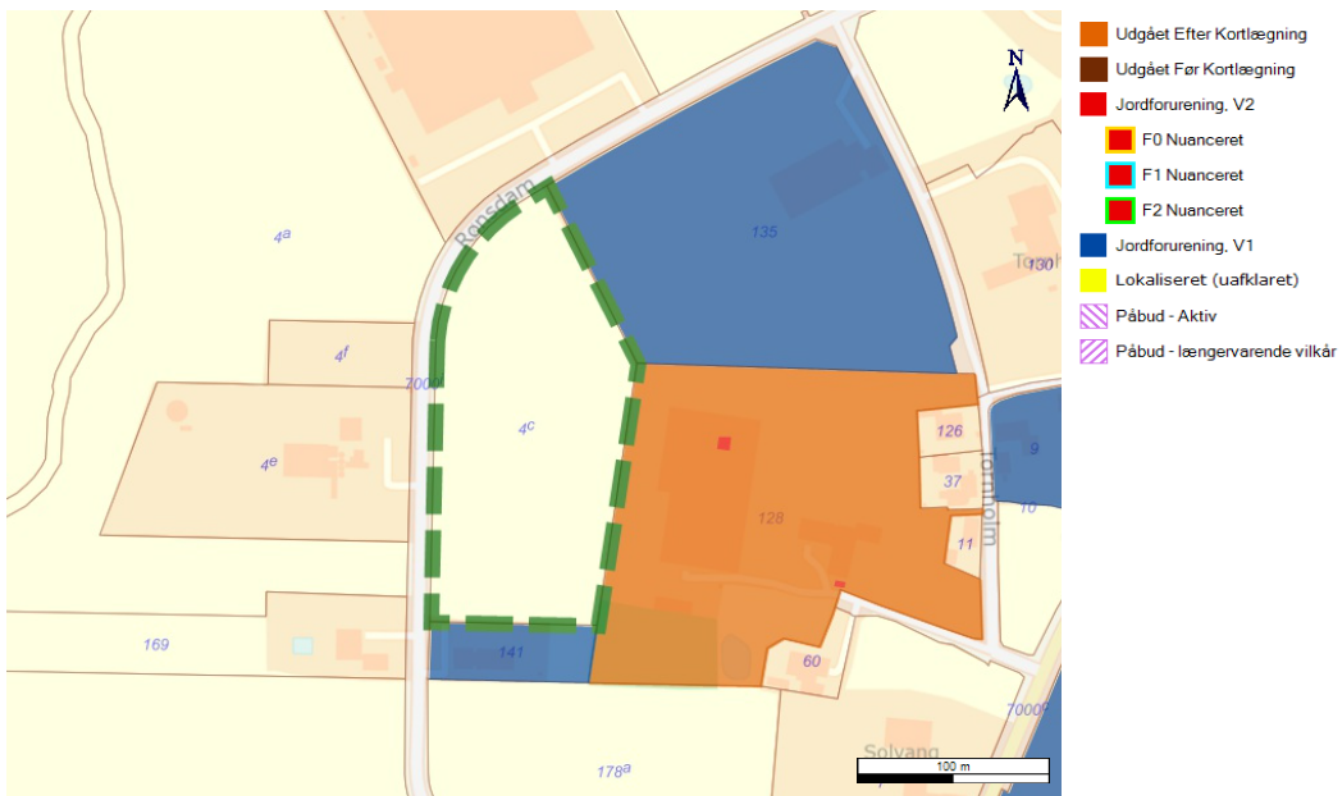 Udgået Efter Kortlægning
Udgået Før Kortlægning
Jordforurening, V2
F0 Nuanceret
F1 Nuanceret
F2 Nuanceret
Jordforurening, V1
Lokaliseret (uafklaret)
Påbud - Aktiv
Påbud - længervarende vilkår
N
Ronsdam
4a
135
130
4f
4c
126
9
4e
37
10
128
11
Tornholm
169
141
60
Solvang
178a
100 m